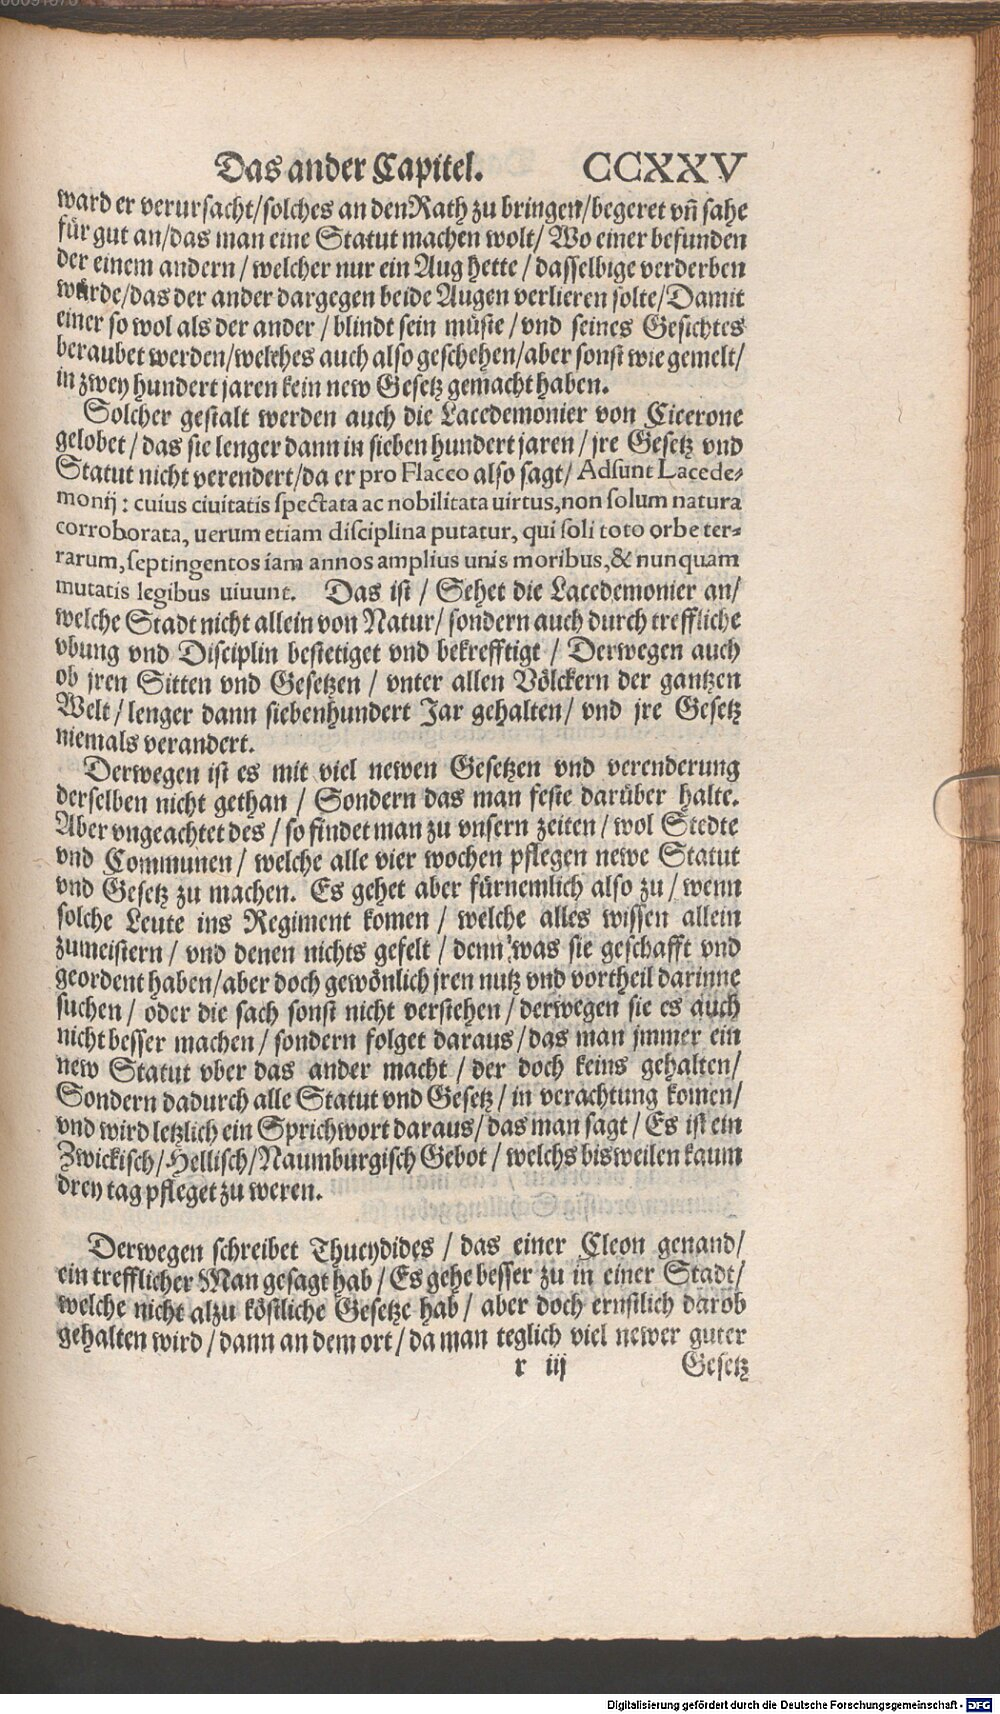 Das ander Capitel. CCXXV
ward er verursacht/solches an den Rath zu bringen/begeret vn̄ sahe
für gut an/das man eine Statut machen wolt/ Wo einer befunden
der einem andern/ welcher nur ein Aug hette/ dasselbige verderben
würde/das der ander dargegen beide Augen verlieren solte/Damit
einer so wol als der ander/ blindt sein müste/ vnd seines Gesichtes
beraubet werden/welches auch also geschehen/aber sonst wie gemelt/
in zwey hundert jaren kein new Gesetz gemacht haben.
Solcher gestalt werden auch die Lacedemonier von Cicerone
gelobet/ das sie lenger dann in sieben hundert jaren/ jre Gesetz vnd
Statut nicht verendert/da er pro Flacco also sagt/ Adsunt Lacede-
monij: cuius ciuitatis spectata ac nobilitata uirtus, non solum natura
corroborata, uerum etiam disciplina putatur, qui soli toto orbe ter-
rarum, septingentos iam annos amplius unis moribus, & nunquam
mutatis legibus uiuunt. Das ist/ Sehet die Lacedemonier an/
welche Stadt nicht allein von Natur/ sondern auch durch treffliche
vbung vnd Disciplin bestetiget vnd bekrefftigt/ Derwegen auch
ob jren Sitten vnd Gesetzen/ vnter allen Völckern der gantzen
Welt/ lenger dann siebenhundert Jar gehalten/ vnd jre Gesetz
niemals verandert.
Derwegen ist es mit viel newen Gesetzen vnd verenderung
derselben nicht gethan/ Sondern das man feste darüber halte.
Aber vngeachtet des/ so findet man zu vnsern zeiten/ wol Stedte
vnd Communen/ welche alle vier wochen pflegen newe Statut
vnd Gesetz zu machen. Es gehet aber fürnemlich also zu/ wenn
solche Leute ins Regiment komen/ welche alles wissen allein
zumeistern/ vnd denen nichts gefelt/ denn was sie geschafft vnd
geordent haben/ aber doch gewönlich jren nutz vnd vortheil darinne
suchen/ oder die sach sonst nicht verstehen/ derwegen sie es auch
nicht besser machen/ sondern folget daraus/ das man jmmer ein
new Statut vber das ander macht/ der doch keins gehalten/
Sondern dadurch alle Statut vnd Gesetz/ in verachtung komen/
vnd wird letzlich ein Sprichwort daraus/ das man sagt/ Es ist ein
Zwickisch/Hellisch/Naumburgisch Gebot/ welchs bisweilen kaum
drey tag pfleget zu weren.
Derwegen schreibet Thucydides/ das einer Cleon genand/
ein trefflicher Man gesagt hab/ Es gehe besser zu in einer Stadt/
welche nicht alzu köstliche Gesetze hab/ aber doch ernstlich darob
gehalten wird/ dann an dem ort/ da man teglich viel newer guter
r iij Gesetz
Digitalisierung gefördert durch die Deutsche Forschungsgemeinschaft - DFG